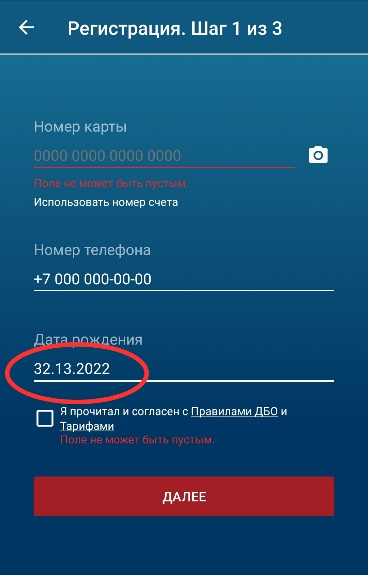 Регистрация. Шаг 1 из 3
Номер карты
0000 0000 0000 0000
Поле не может быть пустым.
Использовать номер счета
Номер телефона
+7 000 000-00-00
Дата рождения
32.13.2022
Я прочитал и согласен с Правилами ДБО и
Тарифами
Поле не может быть пустым.
ДАЛЕЕ